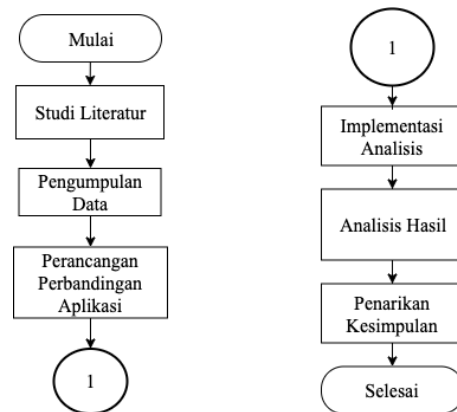 Mulai
Studi Literatur
Pengumpulan
Data
Perancangan
Perbandingan
Aplikasi
1
1
Implementasi
Analisis
Analisis Hasil
Penarikan
Kesimpulan
Selesai